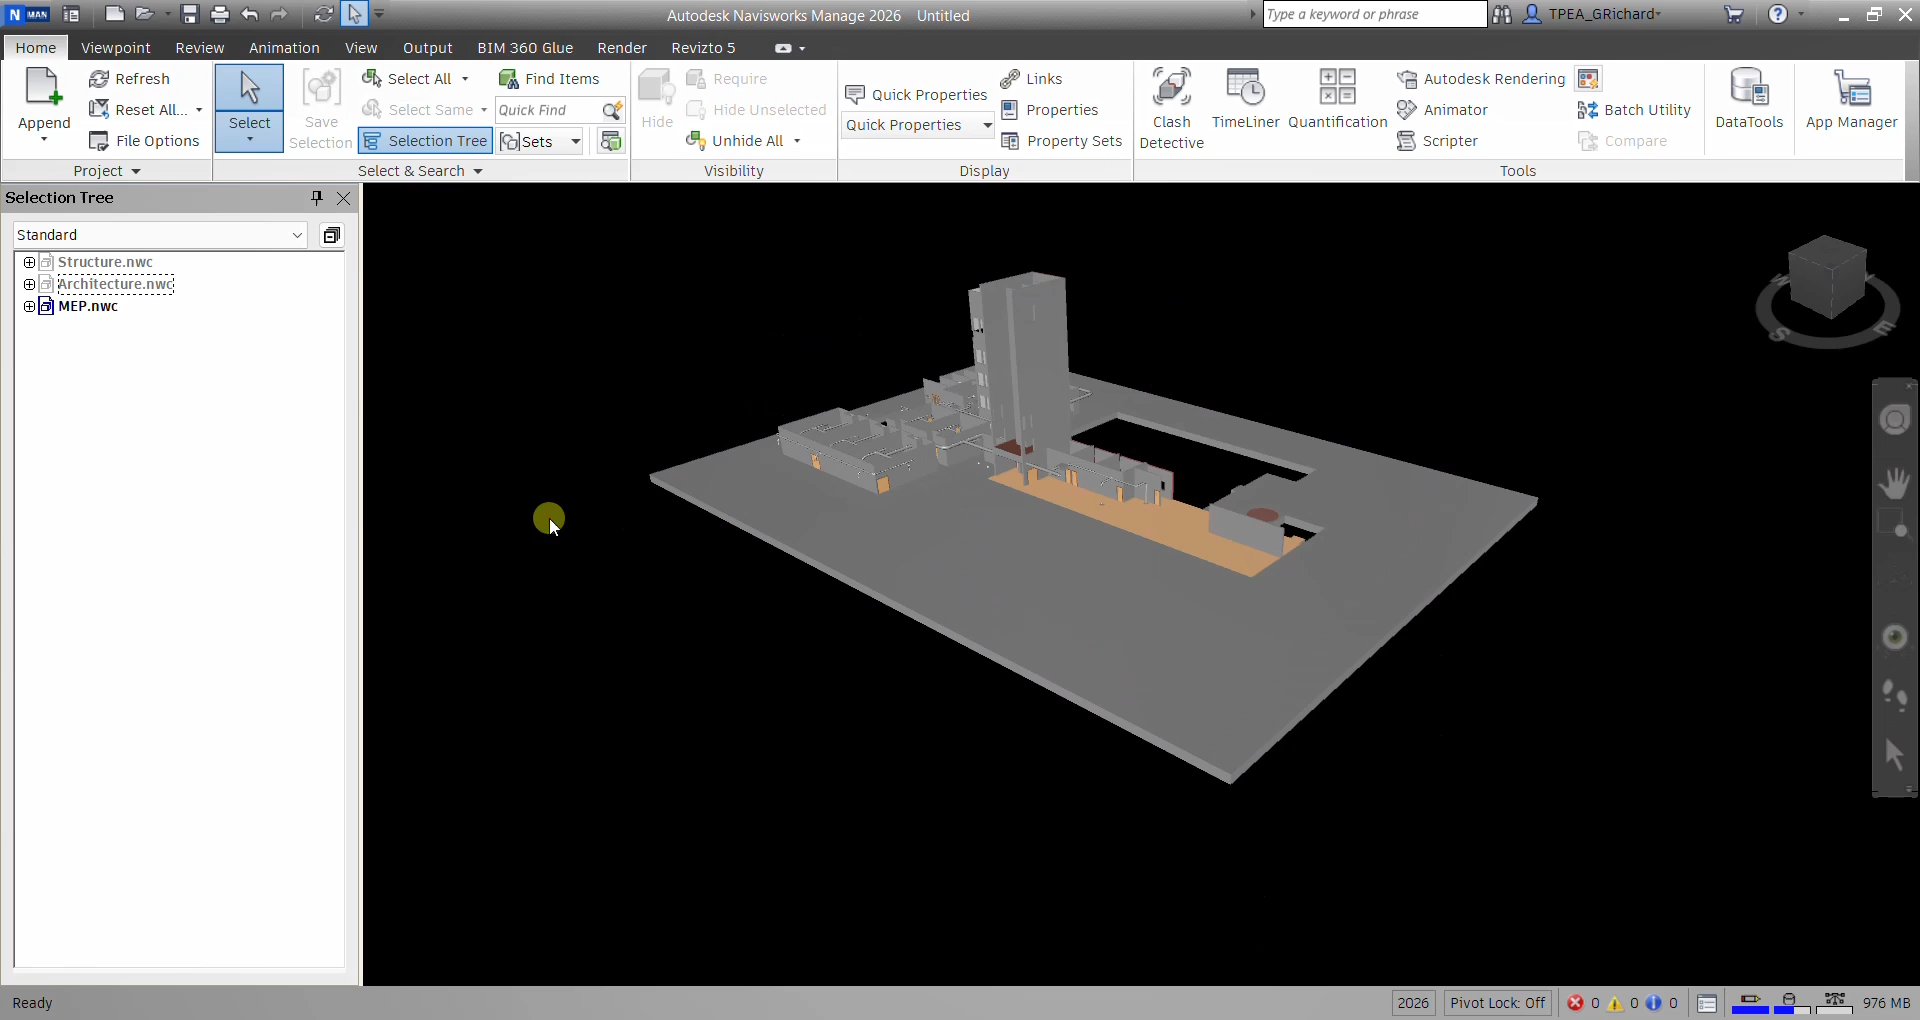 N MAN
Autodesk Navisworks Manage 2026 Untitled
Type a keyword or phrase
TPEA_GRichard
Home Viewpoint Review Animation View Output BIM 360 Glue Render Revizto 5
Append
Refresh
Reset All...
File Options
Project
Select
Save Selection
Select All
Select Same
Selection Tree
Find Items
Quick Find
Sets
Select & Search
Hide
Require
Hide Unselected
Unhide All
Visibility
Quick Properties
Quick Properties
Links
Properties
Property Sets
Display
Clash Detective
TimeLiner
Quantification
Autodesk Rendering
Animator
Scripter
Batch Utility
Compare
Tools
DataTools
App Manager
Selection Tree
Standard
Structure.nwc
Architecture.nwc
MEP.nwc
S
E
Ready
2026
Pivot Lock: Off
0 0 0
976 MB